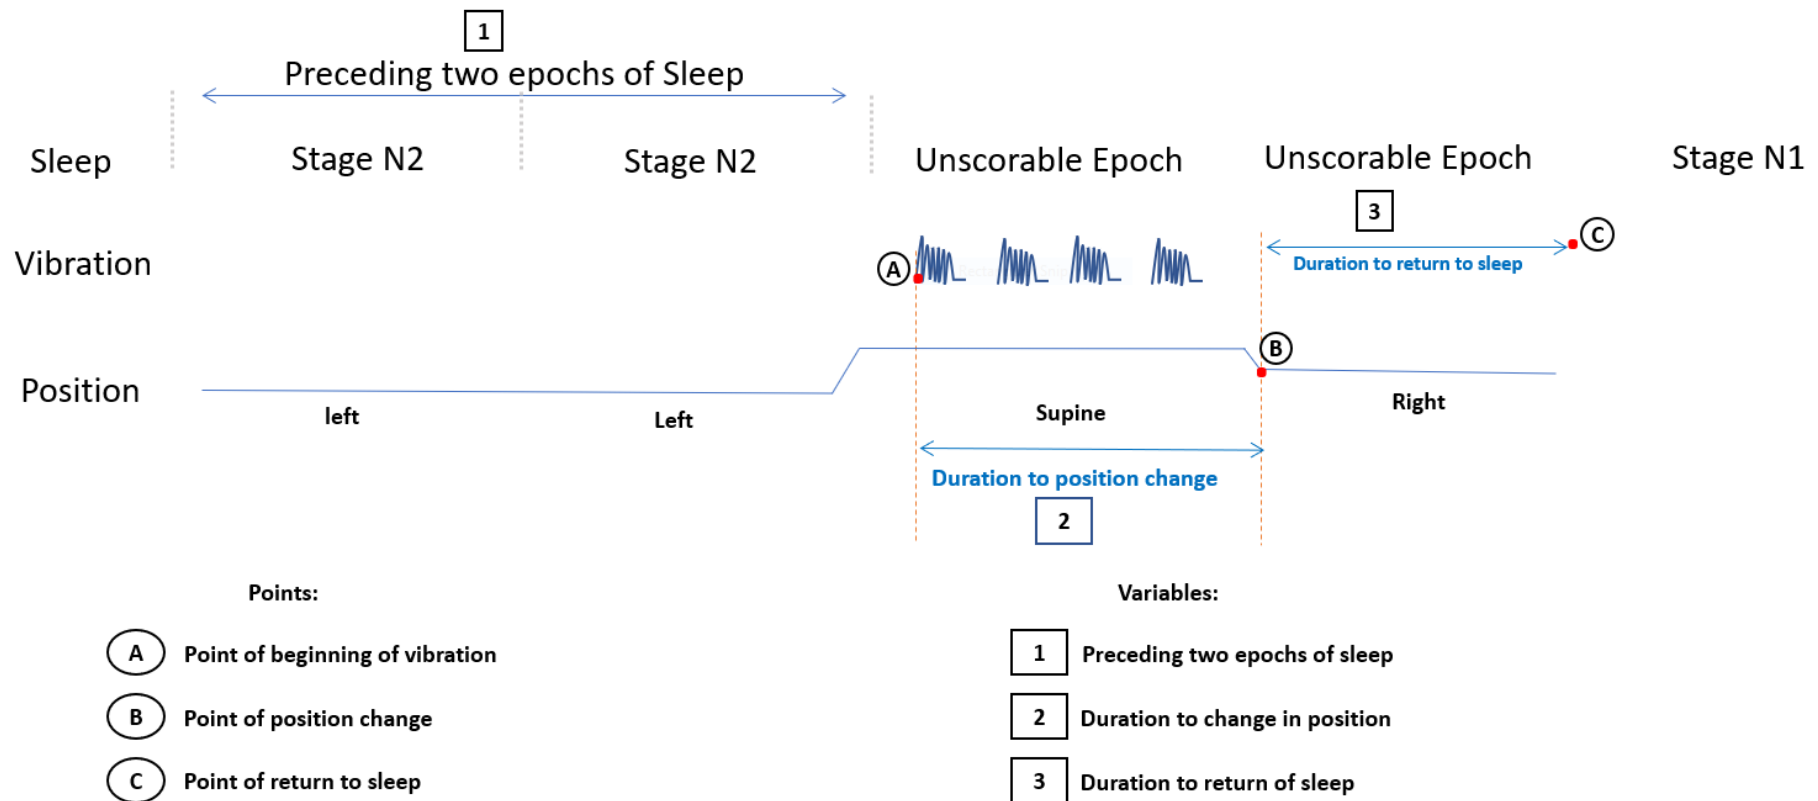 1
Preceding two epochs of Sleep
Sleep Stage N2 Stage N2 Unscorable Epoch Unscorable Epoch Stage N1
3
Vibration A C
Duration to return to sleep
B
Position
left Left Supine Right
Duration to position change
2
Points: Variables:
A Point of beginning of vibration 1 Preceding two epochs of sleep
B Point of position change 2 Duration to change in position
C Point of return to sleep 3 Duration to return of sleep